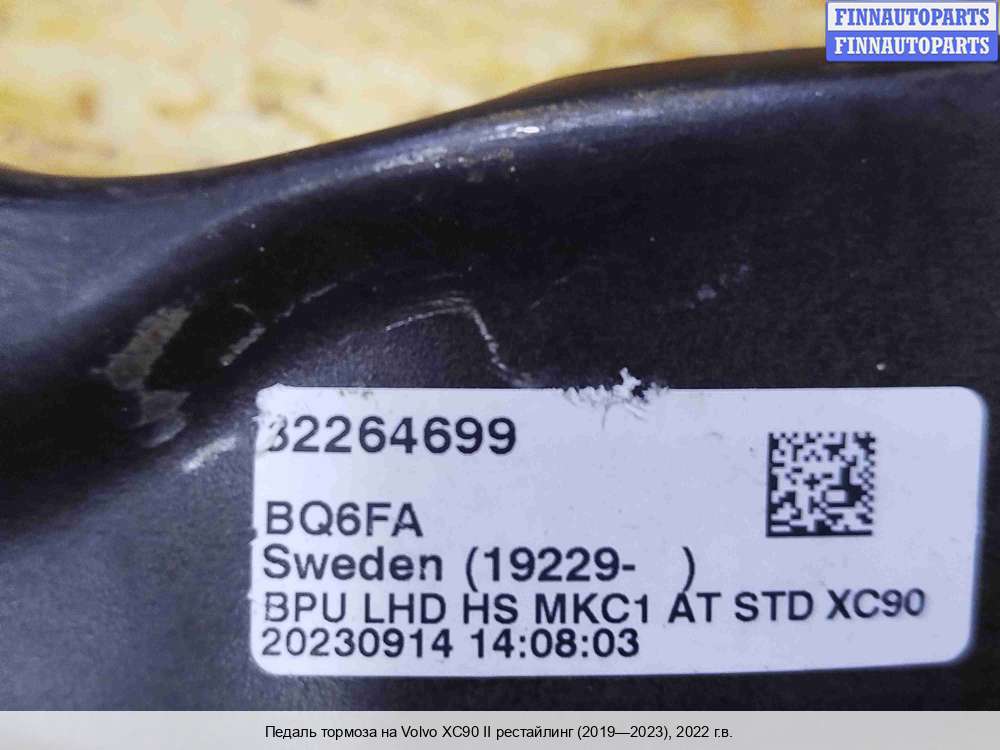 FINNAUTOPARTS
FINNAUTOPARTS
32264699
BQ6FA
Sweden (19229- )
BPU LHD HS MKC1 AT STD XC90
20230914 14:08:03
Педаль тормоза на Volvo XC90 II рестайлинг (2019—2023), 2022 г.в.